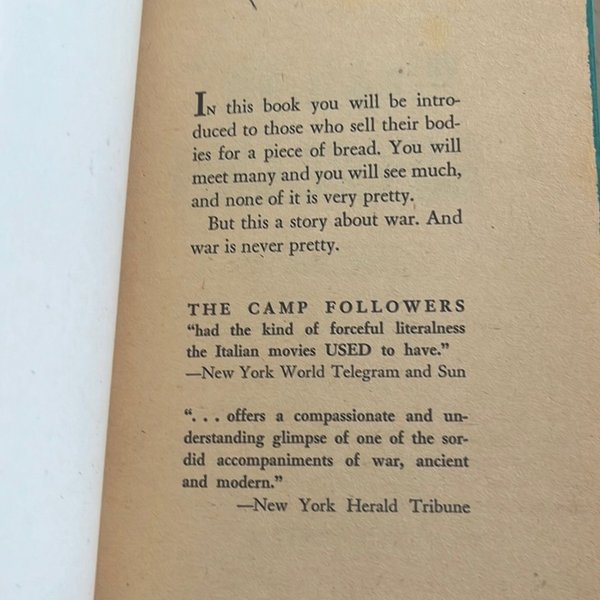 In this book you will be intro-
duced to those who sell their bod-
ies for a piece of bread. You will
meet many and you will see much,
and none of it is very pretty.
But this a story about war. And
war is never pretty.
THE CAMP FOLLOWERS
“had the kind of forceful literalness
the Italian movies USED to have.”
—New York World Telegram and Sun
“. . . offers a compassionate and un-
derstanding glimpse of one of the sor-
did accompaniments of war, ancient
and modern.”
—New York Herald Tribune